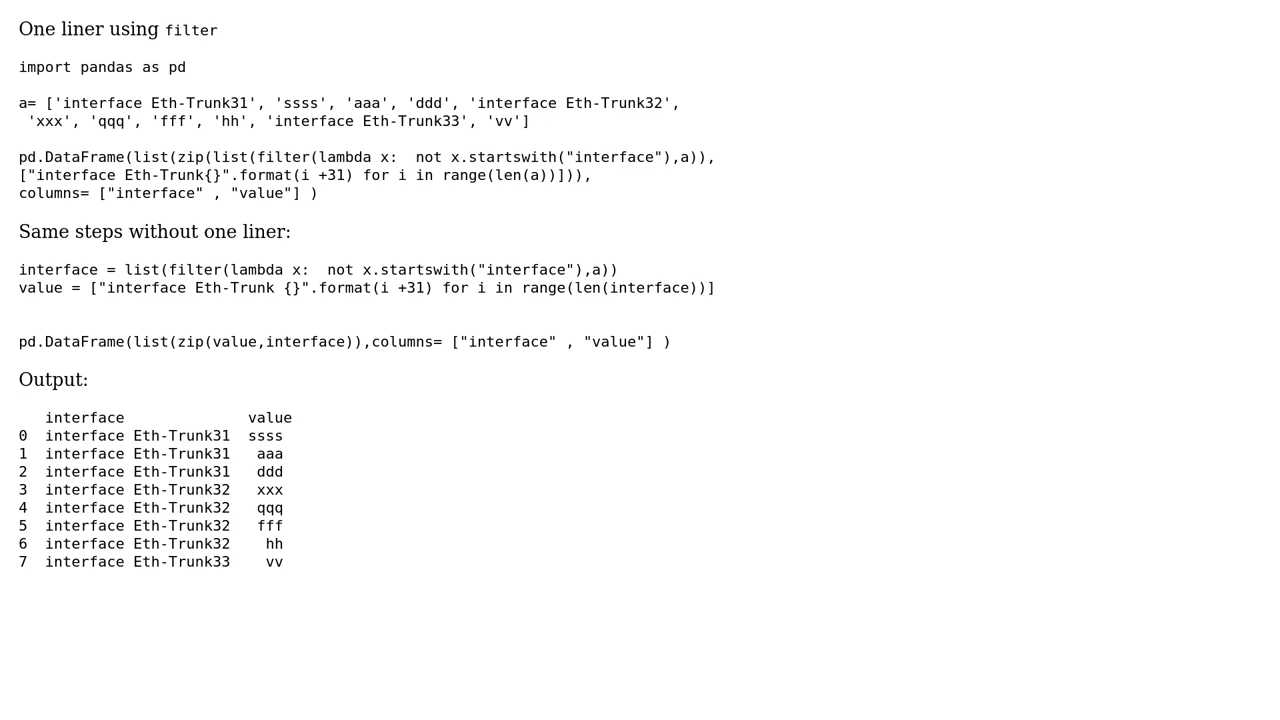 One liner using filter
import pandas as pd
a= ['interface Eth-Trunk31', 'ssss', 'aaa', 'ddd', 'interface Eth-Trunk32',
 'xxx', 'qqq', 'fff', 'hh', 'interface Eth-Trunk33', 'vv']
pd.DataFrame(list(zip(list(filter(lambda x:  not x.startswith("interface"),a)),
["interface Eth-Trunk{}".format(i +31) for i in range(len(a))])),
columns= ["interface" , "value"] )
Same steps without one liner:
interface = list(filter(lambda x:  not x.startswith("interface"),a))
value = ["interface Eth-Trunk {}".format(i +31) for i in range(len(interface))]
pd.DataFrame(list(zip(value,interface)),columns= ["interface" , "value"] )
Output:
   interface              value
0  interface Eth-Trunk31  ssss
1  interface Eth-Trunk31   aaa
2  interface Eth-Trunk31   ddd
3  interface Eth-Trunk32   xxx
4  interface Eth-Trunk32   qqq
5  interface Eth-Trunk32   fff
6  interface Eth-Trunk32    hh
7  interface Eth-Trunk33    vv